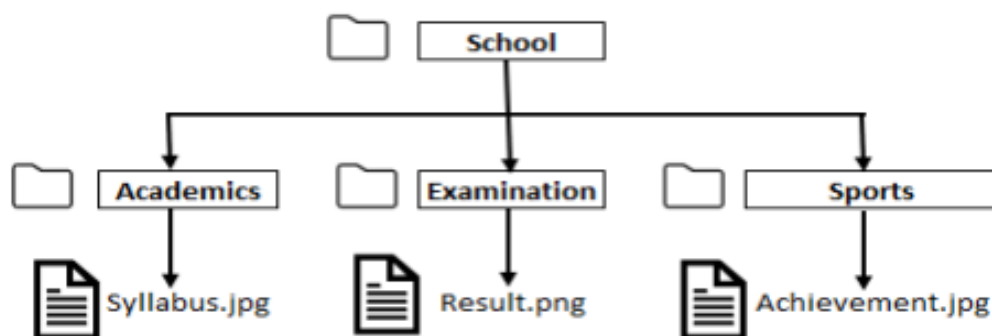 School
Academics Examination Sports
Syllabus.jpg Result.png Achievement.jpg